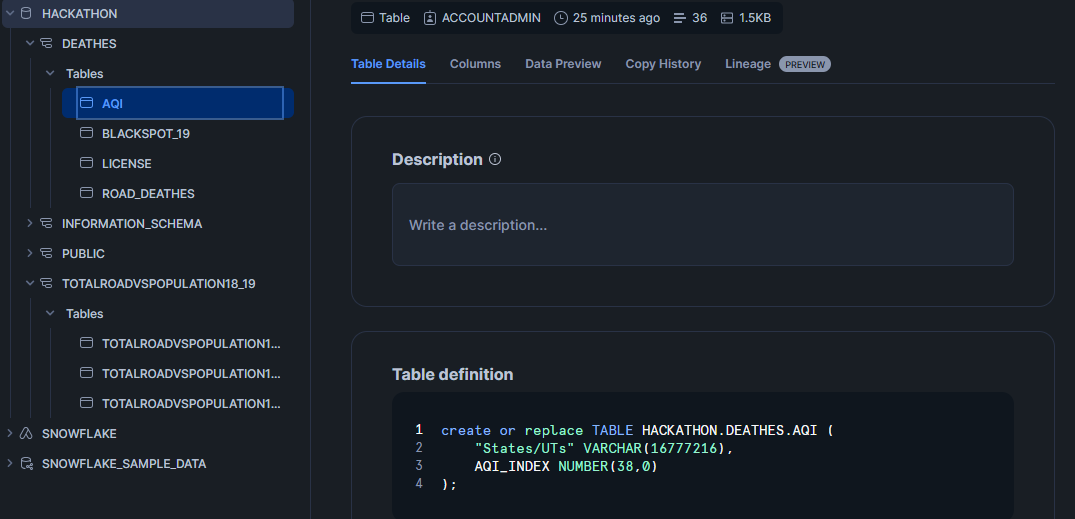 HACKATHON
DEATHES
Tables
AQI
BLACKSPOT_19
LICENSE
ROAD_DEATHES
INFORMATION_SCHEMA
PUBLIC
TOTALROADVSPOPULATION18_19
Tables
TOTALROADVSPOPULATION1...
TOTALROADVSPOPULATION1...
TOTALROADVSPOPULATION1...
SNOWFLAKE
SNOWFLAKE_SAMPLE_DATA
Table ACCOUNTADMIN 25 minutes ago 36 1.5KB
Table Details Columns Data Preview Copy History Lineage PREVIEW
Description
Write a description...
Table definition
1 create or replace TABLE HACKATHON.DEATHES.AQI (
2 "States/UTs" VARCHAR(16777216),
3 AQI_INDEX NUMBER(38,0)
4 );